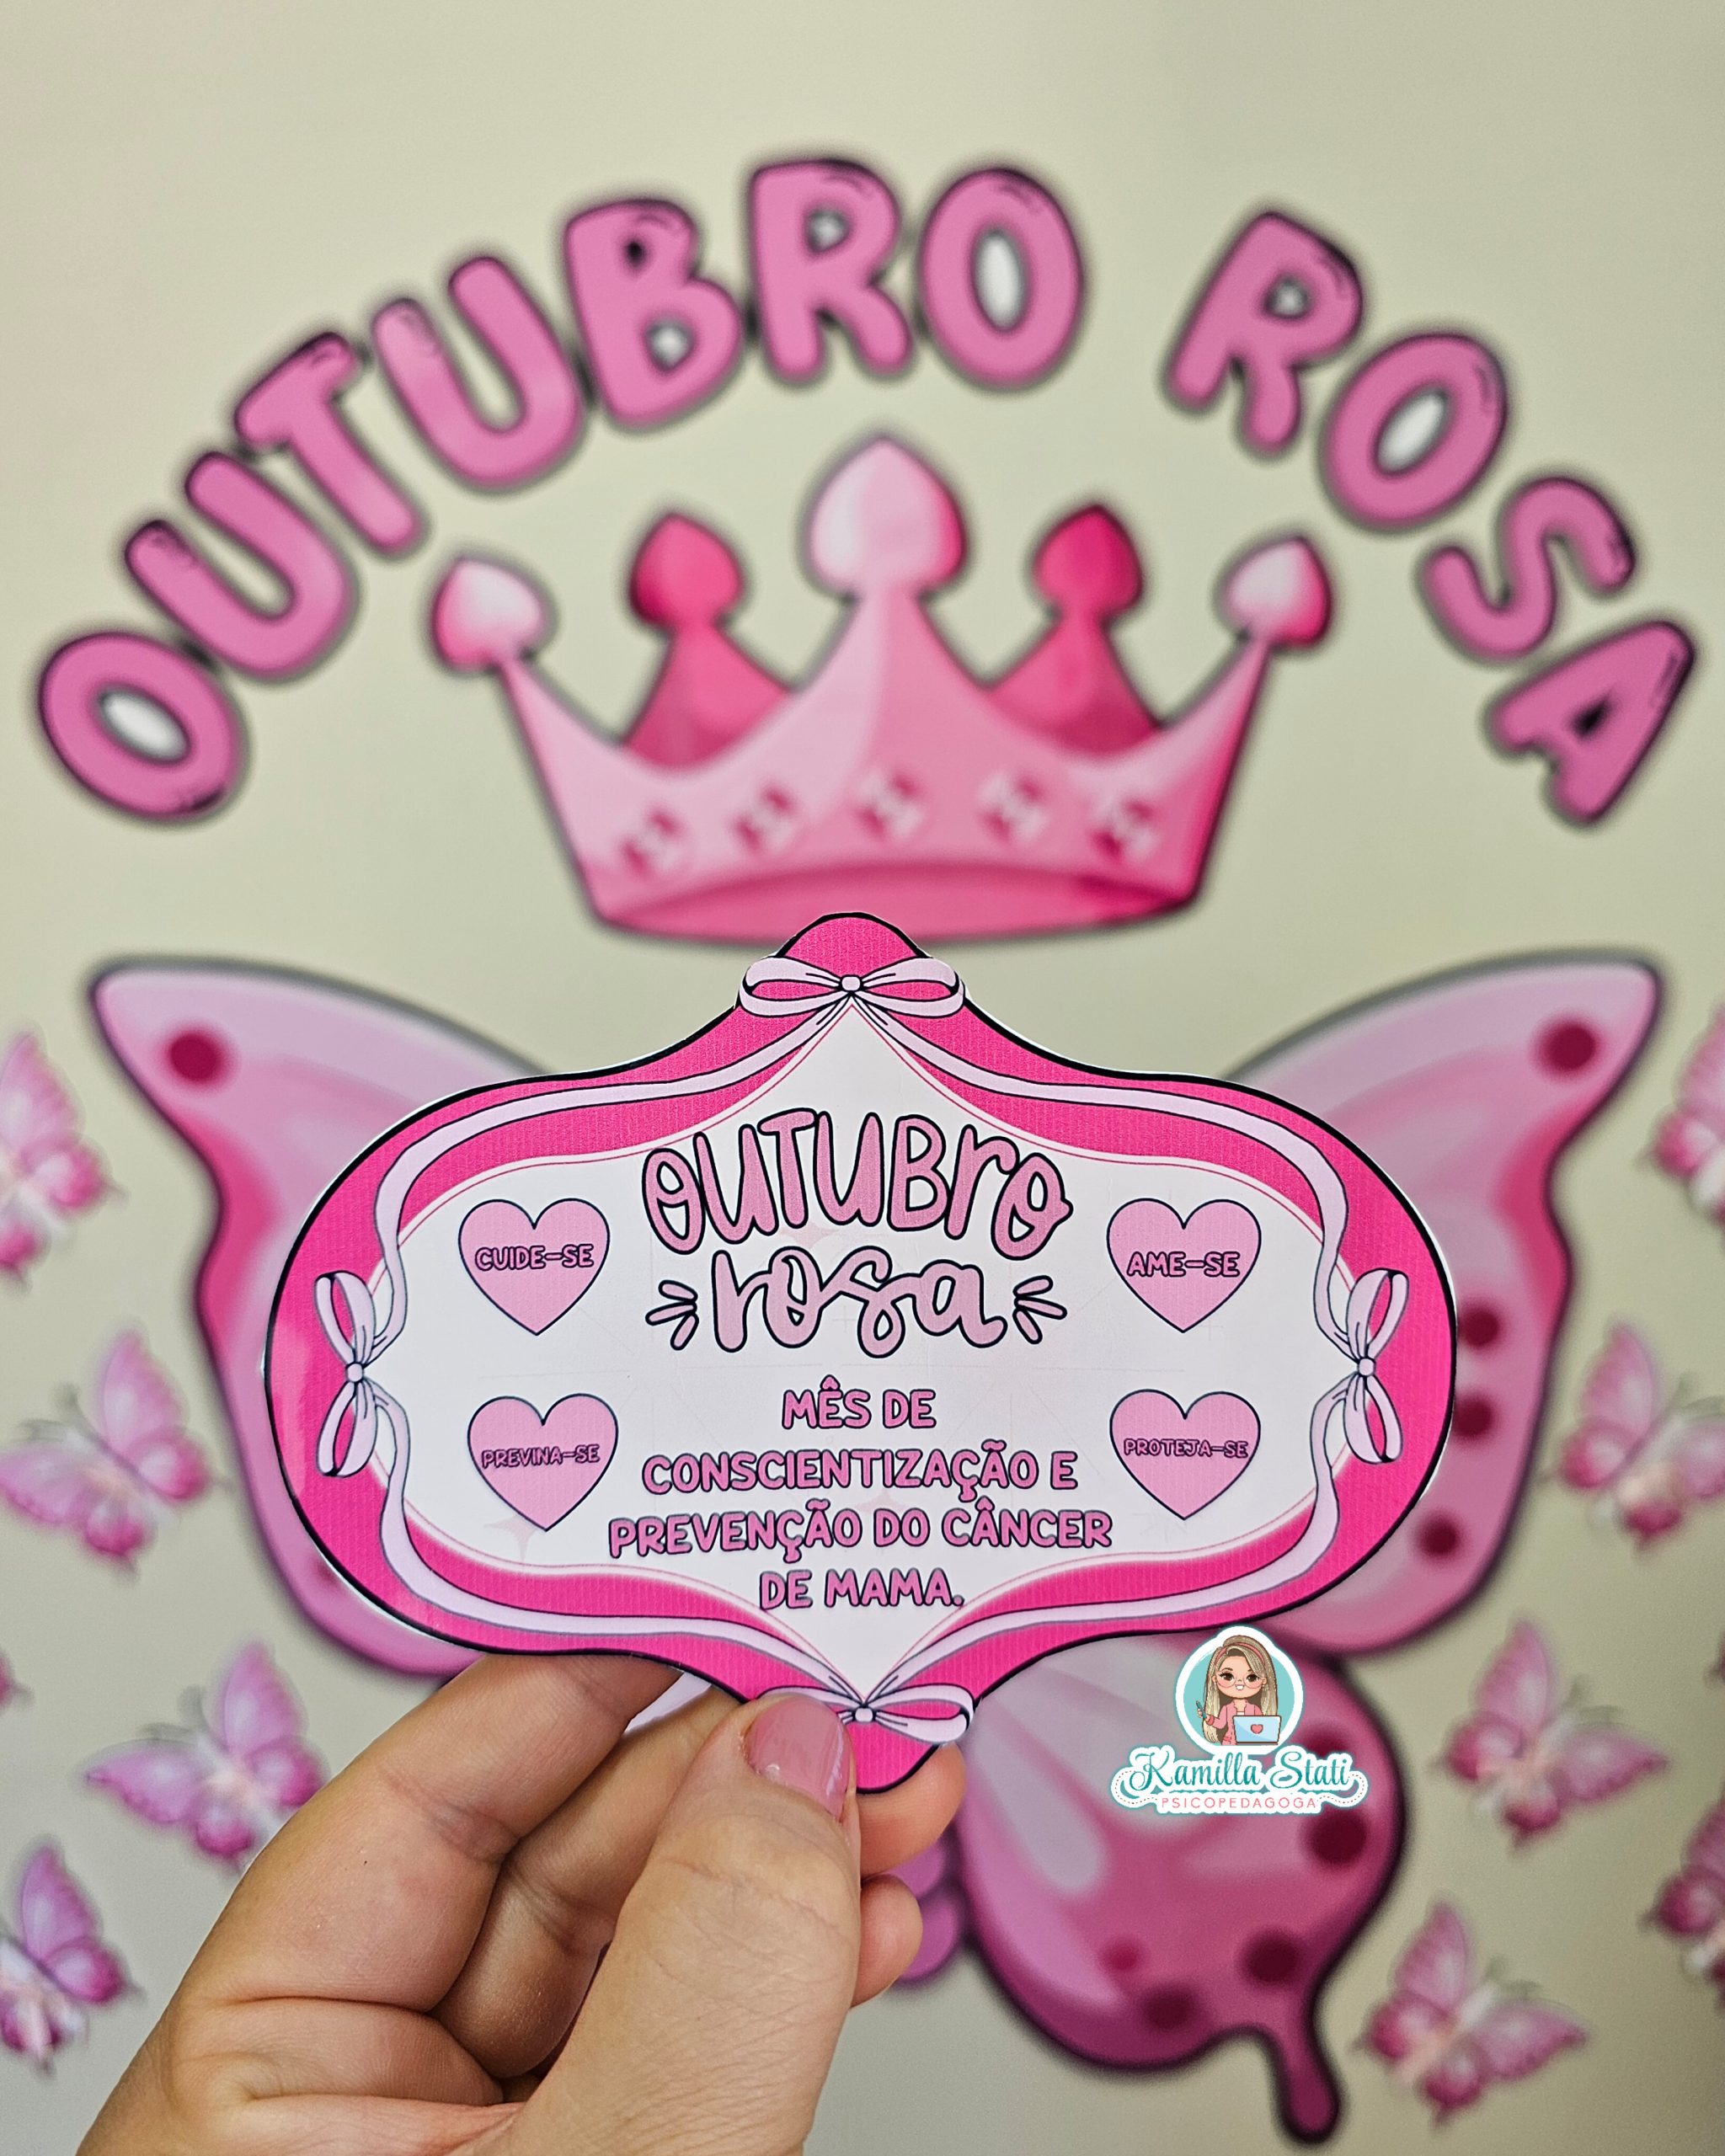 OUTUBRO ROSA
OUTUBRO
rosa
CUIDE-SE
AME-SE
PREVINA-SE
PROTEJA-SE
MÊS DE
CONSCIENTIZAÇÃO E
PREVENÇÃO DO CÂNCER
DE MAMA.
Kamilla Stati
PSICOPEDAGOGA